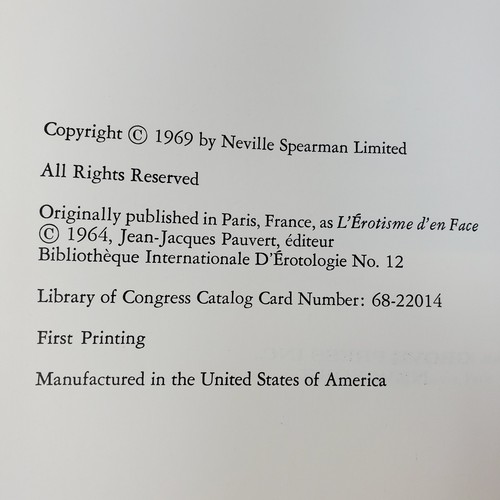 Copyright © 1969 by Neville Spearman Limited
All Rights Reserved
Originally published in Paris, France, as L'Érotisme d'en Face
© 1964, Jean-Jacques Pauvert, éditeur
Bibliothèque Internationale D'Érotologie No. 12
Library of Congress Catalog Card Number: 68-22014
First Printing
Manufactured in the United States of America